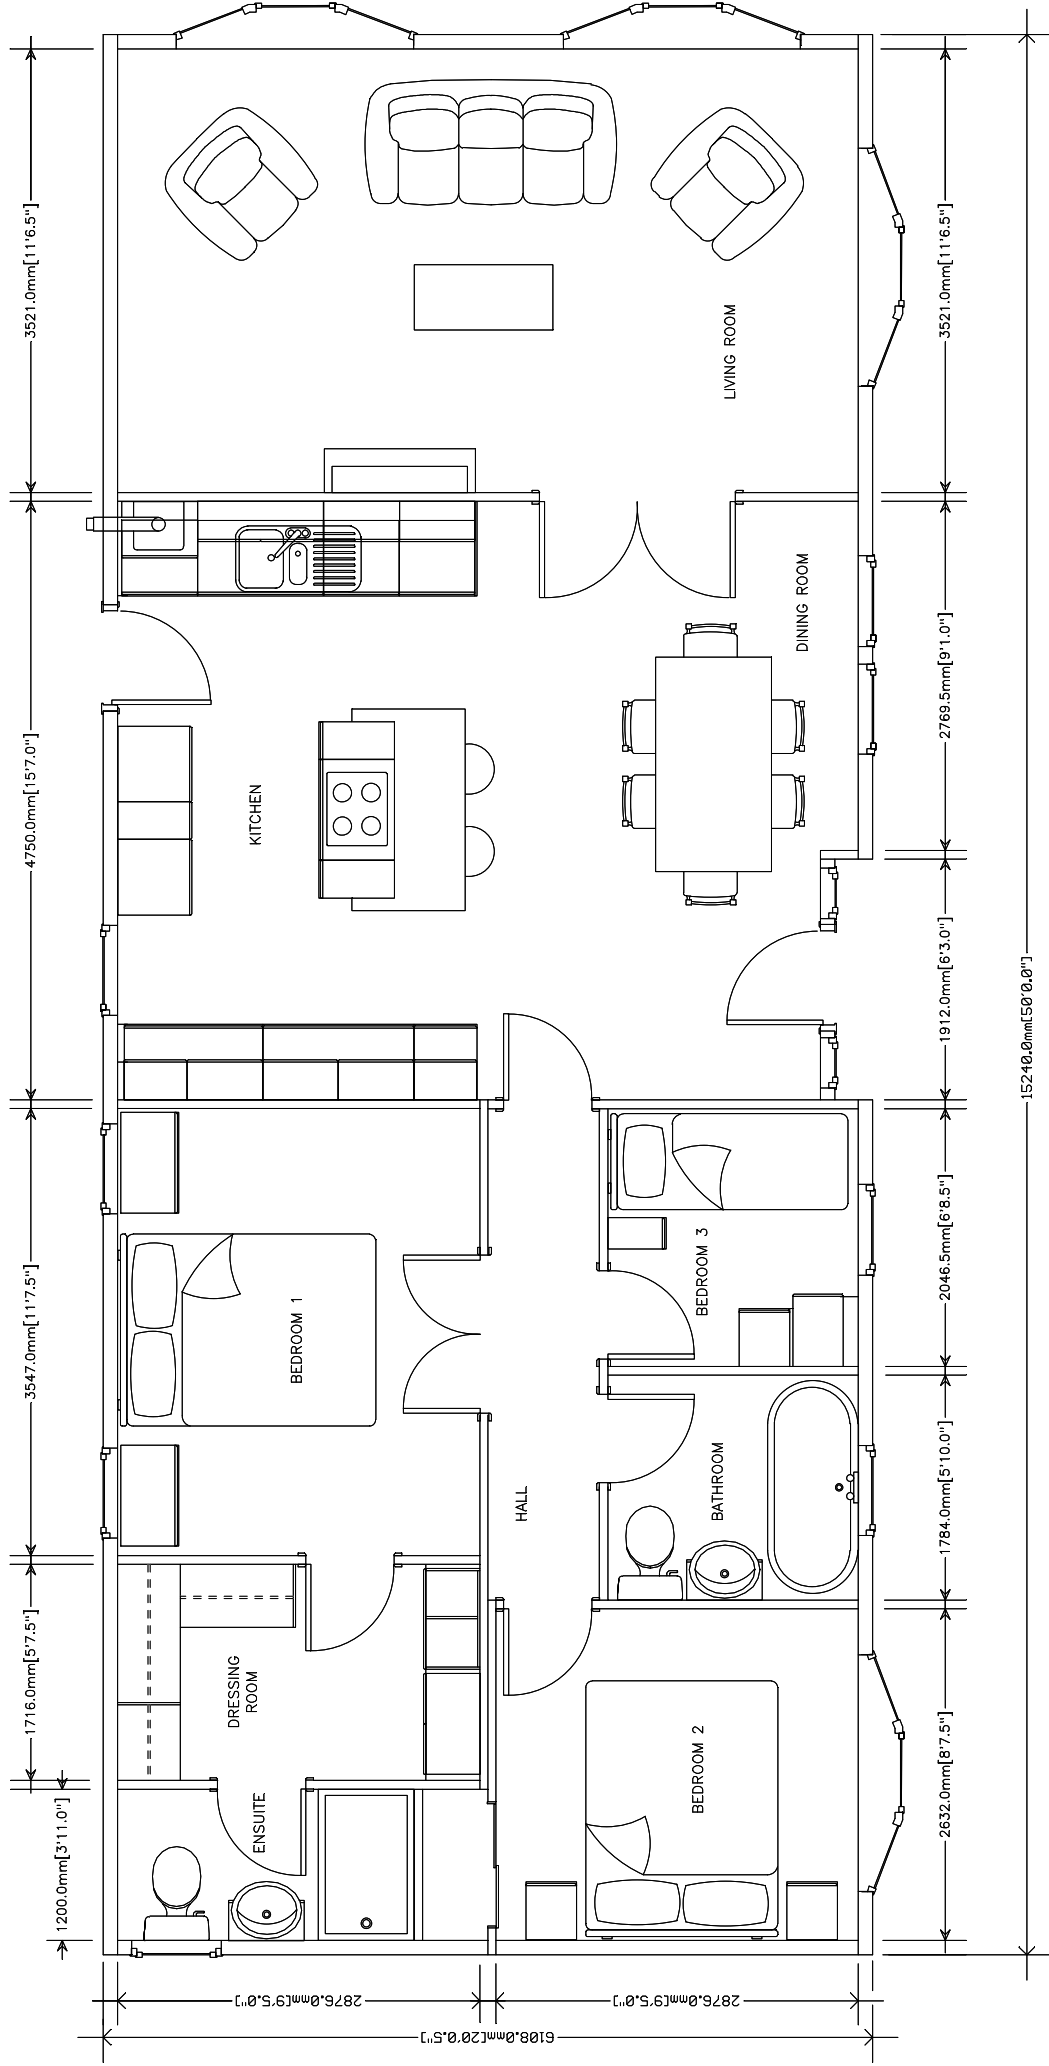 3521.0mm[11'6.5"]
3521.0mm[11'6.5"]
LIVING ROOM
4750.0mm[15'7.0"]
DINING ROOM
2769.5mm[9'1.0"]
KITCHEN
1912.0mm[6'3.0"]
15240.0mm[50'0.0"]
3547.0mm[11'7.5"]
BEDROOM 1
BEDROOM 3
2046.5mm[6'8.5"]
HALL
BATHROOM
1784.0mm[5'10.0"]
1716.0mm[5'7.5"]
DRESSING
ROOM
BEDROOM 2
2632.0mm[8'7.5"]
1200.0mm[3'11.0"]
ENSUITE
2876.0mm[9'5.0"]
2876.0mm[9'5.0"]
6108.0mm[20'0.5"]